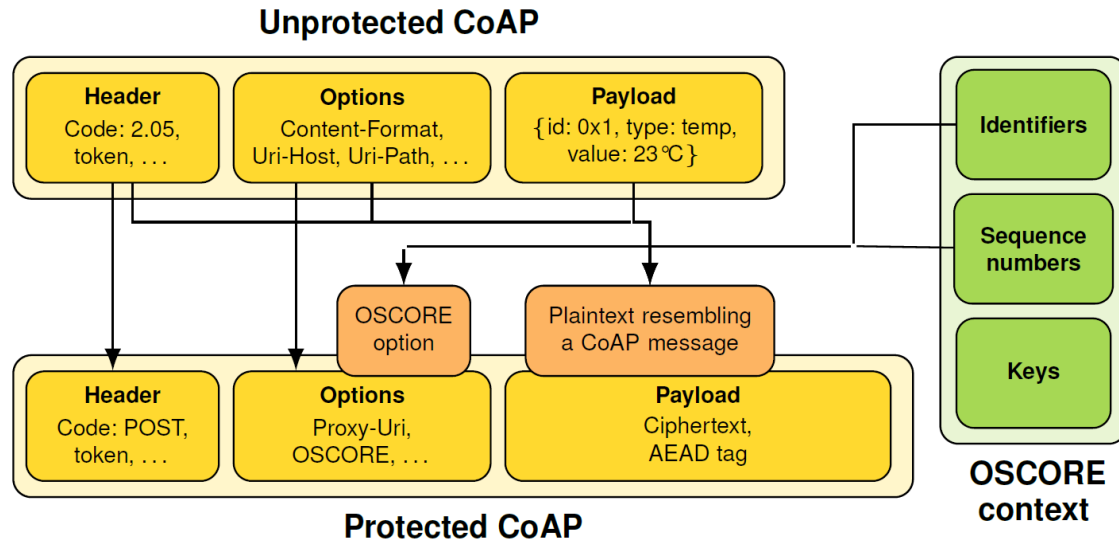 Unprotected CoAP
Header
Code: 2.05,
token, . . .
Options
Content-Format,
Uri-Host, Uri-Path, . . .
Payload
{id: 0x1, type: temp,
value: 23°C}
Identifiers
Sequence
numbers
Keys
OSCORE
context
OSCORE
option
Plaintext resembling
a CoAP message
Header
Code: POST,
token, . . .
Options
Proxy-Uri,
OSCORE, . . .
Payload
Ciphertext,
AEAD tag
Protected CoAP